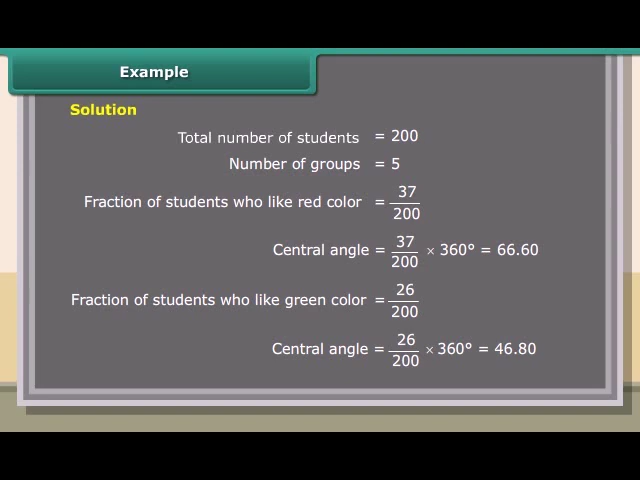 Example
Solution
Total number of students = 200
Number of groups = 5
Fraction of students who like red color = 37/200
Central angle = 37/200 × 360° = 66.60
Fraction of students who like green color = 26/200
Central angle = 26/200 × 360° = 46.80